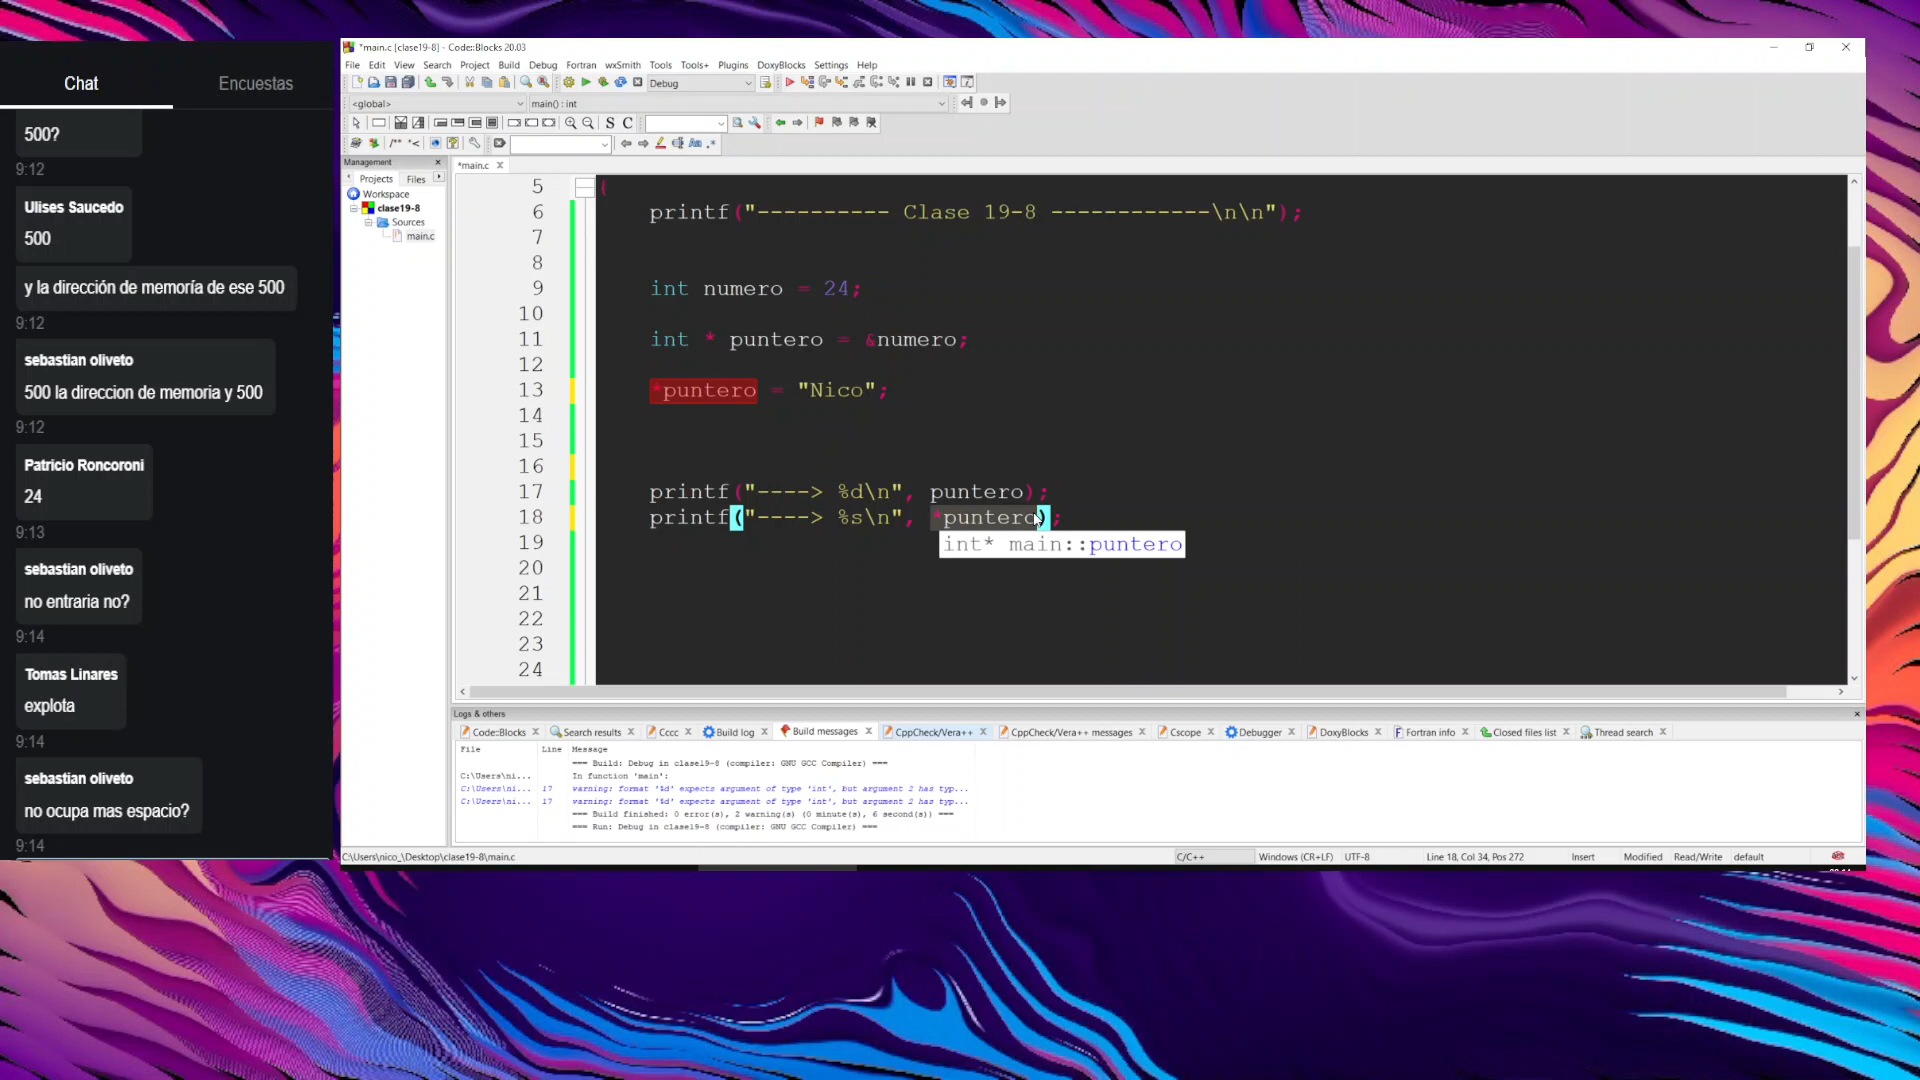 Chat
Encuestas
500?
9:12
Ulises Saucedo
500
y la dirección de memoría de ese 500
9:12
sebastian oliveto
500 la direccion de memoria y 500
9:12
Patricio Roncoroni
24
9:13
sebastian oliveto
no entraria no?
9:14
Tomas Linares
explota
9:14
sebastian oliveto
no ocupa mas espacio?
9:14
*main.c [clase19-8] - Code::Blocks 20.03
File Edit View Search Project Build Debug Fortran wxSmith Tools Tools+ Plugins DoxyBlocks Settings Help
Debug
<global>
main() : int
S C
/** *<
Aa .*
Management
Projects Files
Workspace
clase19-8
Sources
main.c
*main.c
5 {
6 printf("---------- Clase 19-8 ------------\n\n");
7
8
9 int numero = 24;
10
11 int * puntero = &numero;
12
13 *puntero = "Nico";
14
15
16
17 printf("----> %d\n", puntero);
18 printf("----> %s\n", *puntero);
int* main::puntero
19
20
21
22
23
24
Logs & others
Code::Blocks Search results Cccc Build log Build messages CppCheck/Vera++ CppCheck/Vera++ messages Cscope Debugger DoxyBlocks Fortran info Closed files list Thread search
File Line Message
=== Build: Debug in clase19-8 (compiler: GNU GCC Compiler) ===
C:\Users\ni... In function 'main':
C:\Users\ni... 17 warning: format '%d' expects argument of type 'int', but argument 2 has typ...
C:\Users\ni... 17 warning: format '%d' expects argument of type 'int', but argument 2 has typ...
=== Build finished: 0 error(s), 2 warning(s) (0 minute(s), 6 second(s)) ===
=== Run: Debug in clase19-8 (compiler: GNU GCC Compiler) ===
C:\Users\nico_\Desktop\clase19-8\main.c
C/C++
Windows (CR+LF)
UTF-8
Line 18, Col 34, Pos 272
Insert
Modified
Read/Write
default